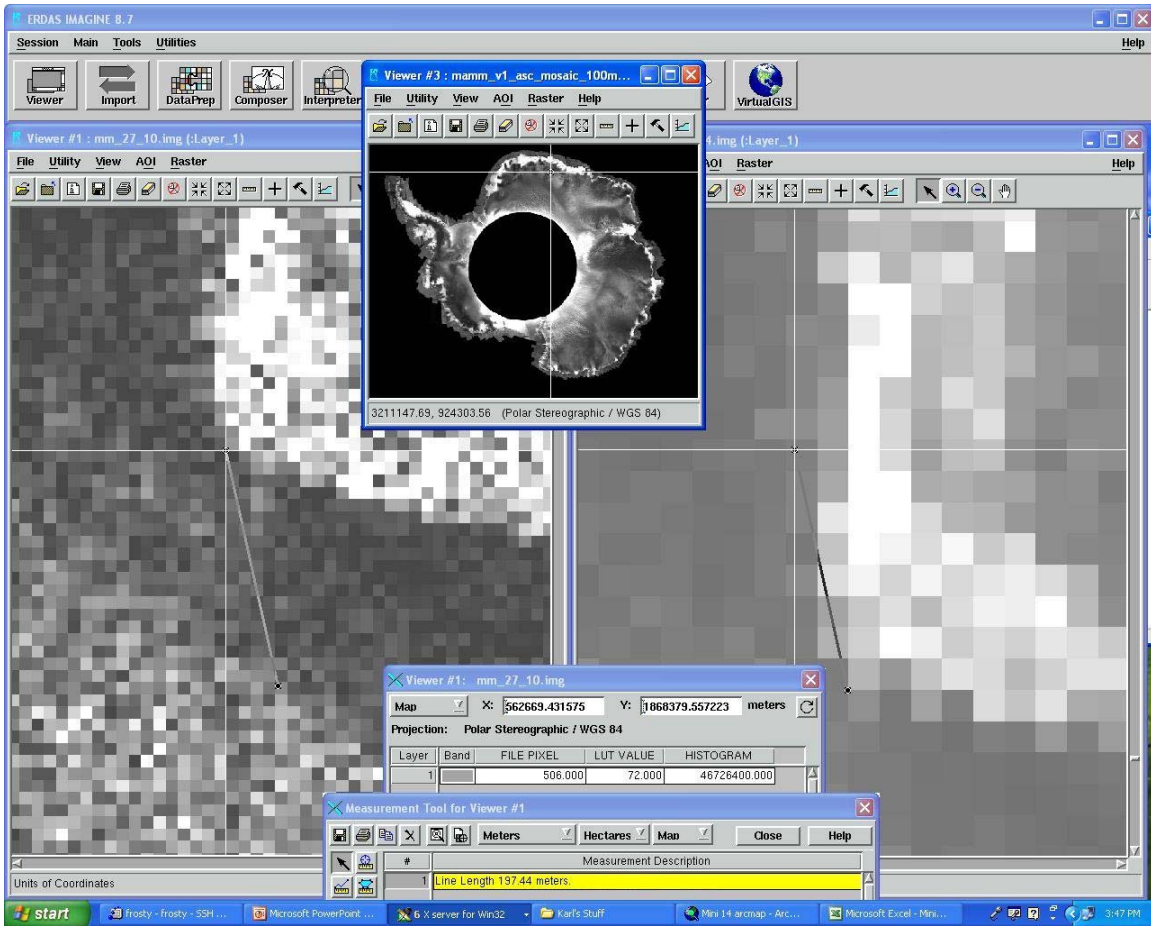 ERDAS IMAGINE 8.7
Session Main Tools Utilities Help
Viewer Import DataPrep Composer Interpreter VirtualGIS
Viewer #3 : mamm_v1_asc_mosaic_100m...
File Utility View AOI Raster Help
3211147.69, 924303.56 (Polar Stereographic / WGS 84)
Viewer #1 : mm_27_10.img (:Layer_1)
File Utility View AOI Raster
4.img (:Layer_1)
AOI Raster Help
Viewer #1: mm_27_10.img
Map X: 562669.431575 Y: 1868379.557223 meters
Projection: Polar Stereographic / WGS 84
Layer Band FILE PIXEL LUT VALUE HISTOGRAM
1 506.000 72.000 46726400.000
Measurement Tool for Viewer #1
Meters Hectares Map Close Help
# Measurement Description
1 Line Length 197.44 meters.
Units of Coordinates
start frosty - frosty - SSH ... Microsoft PowerPoint ... 6 X server for Win32 Karl's Stuff Mini 14 arcmap - Arc... Microsoft Excel - Mini... 3:47 PM